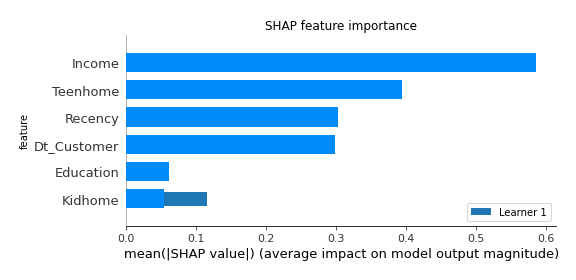 SHAP feature importance
Income
Teenhome
Recency
Dt_Customer
Education
Kidhome
feature
Learner 1
0.0 0.1 0.2 0.3 0.4 0.5 0.6
mean(|SHAP value|) (average impact on model output magnitude)